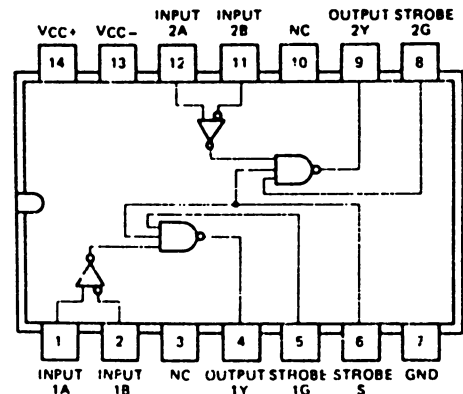 INPUT INPUT OUTPUT STROBE
VCC+ VCC− 2A 2B NC 2Y 2G
14 13 12 11 10 9 8
1 2 3 4 5 6 7
INPUT INPUT NC OUTPUT STROBE STROBE GND
1A 1B 1Y 1G S